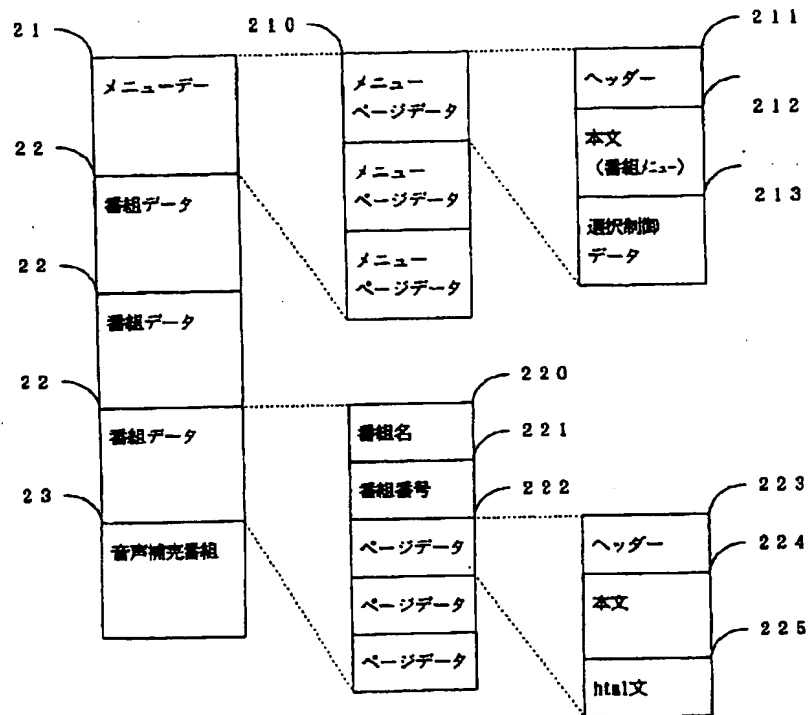 21
210
211
メニューデー
メニュー
ページデータ
ヘッダー
212
本文
(番組メニュー)
22
番組データ
メニュー
ページデータ
213
選択制御
データ
メニュー
ページデータ
22
番組データ
22
番組データ
220
番組名
221
番組番号
222
ページデータ
ページデータ
ページデータ
223
ヘッダー
224
本文
225
html文
23
音声補充番組